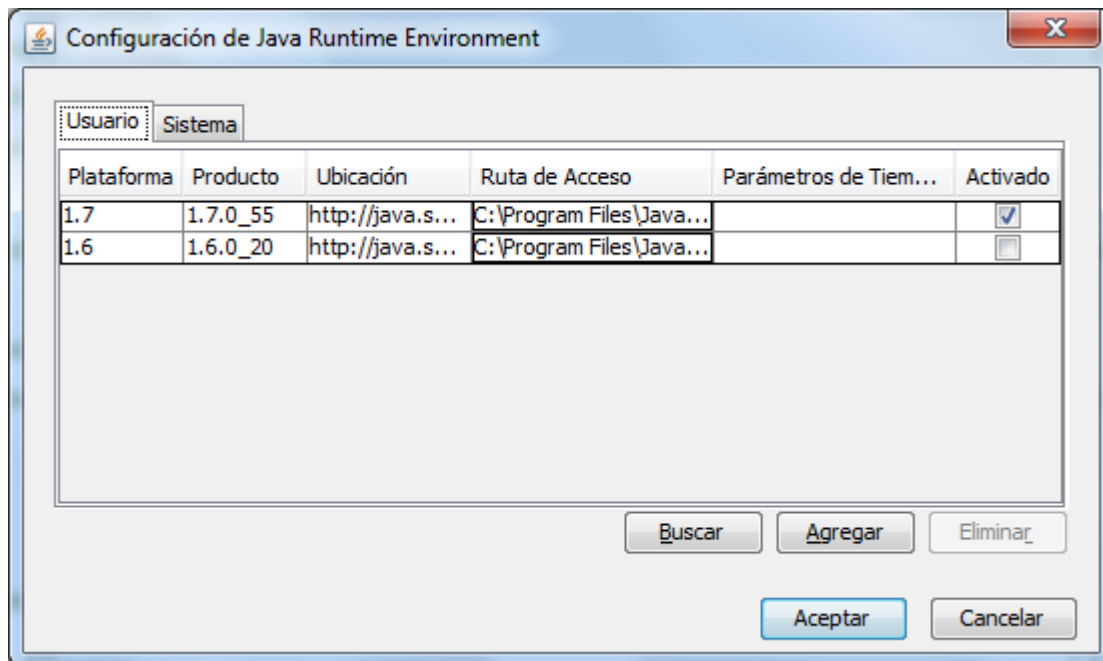 Configuración de Java Runtime Environment
Usuario Sistema
Plataforma Producto Ubicación Ruta de Acceso Parámetros de Tiem... Activado
1.7 1.7.0_55 http://java.s... C:\Program Files\Java...
1.6 1.6.0_20 http://java.s... C:\Program Files\Java...
Buscar Agregar Eliminar
Aceptar Cancelar